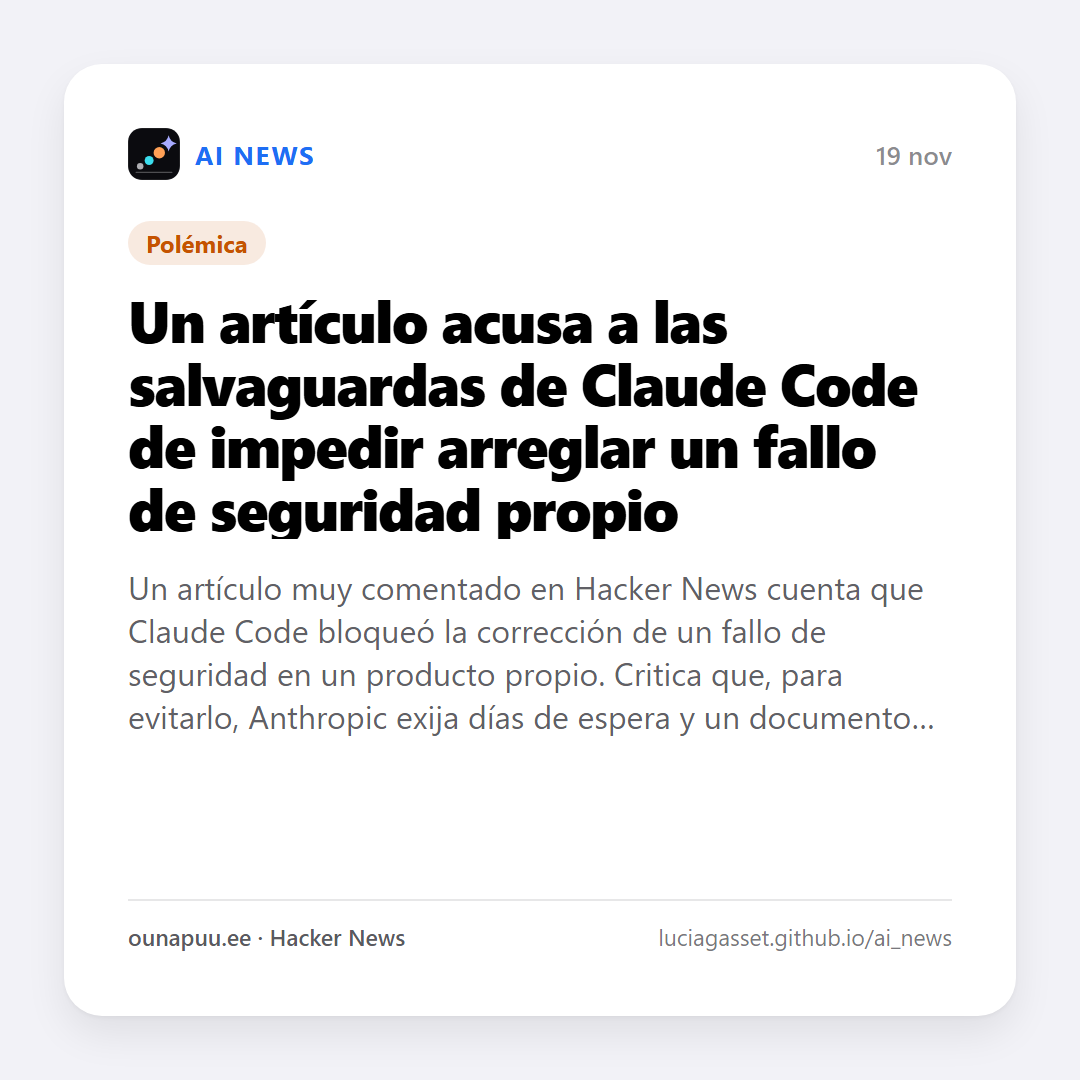 AI NEWS
19 nov
Polémica
Un artículo acusa a las
salvaguardas de Claude Code
de impedir arreglar un fallo
de seguridad propio
Un artículo muy comentado en Hacker News cuenta que
Claude Code bloqueó la corrección de un fallo de
seguridad en un producto propio. Critica que, para
evitarlo, Anthropic exija días de espera y un documento...
ounapuu.ee · Hacker News
luciagasset.github.io/ai_news